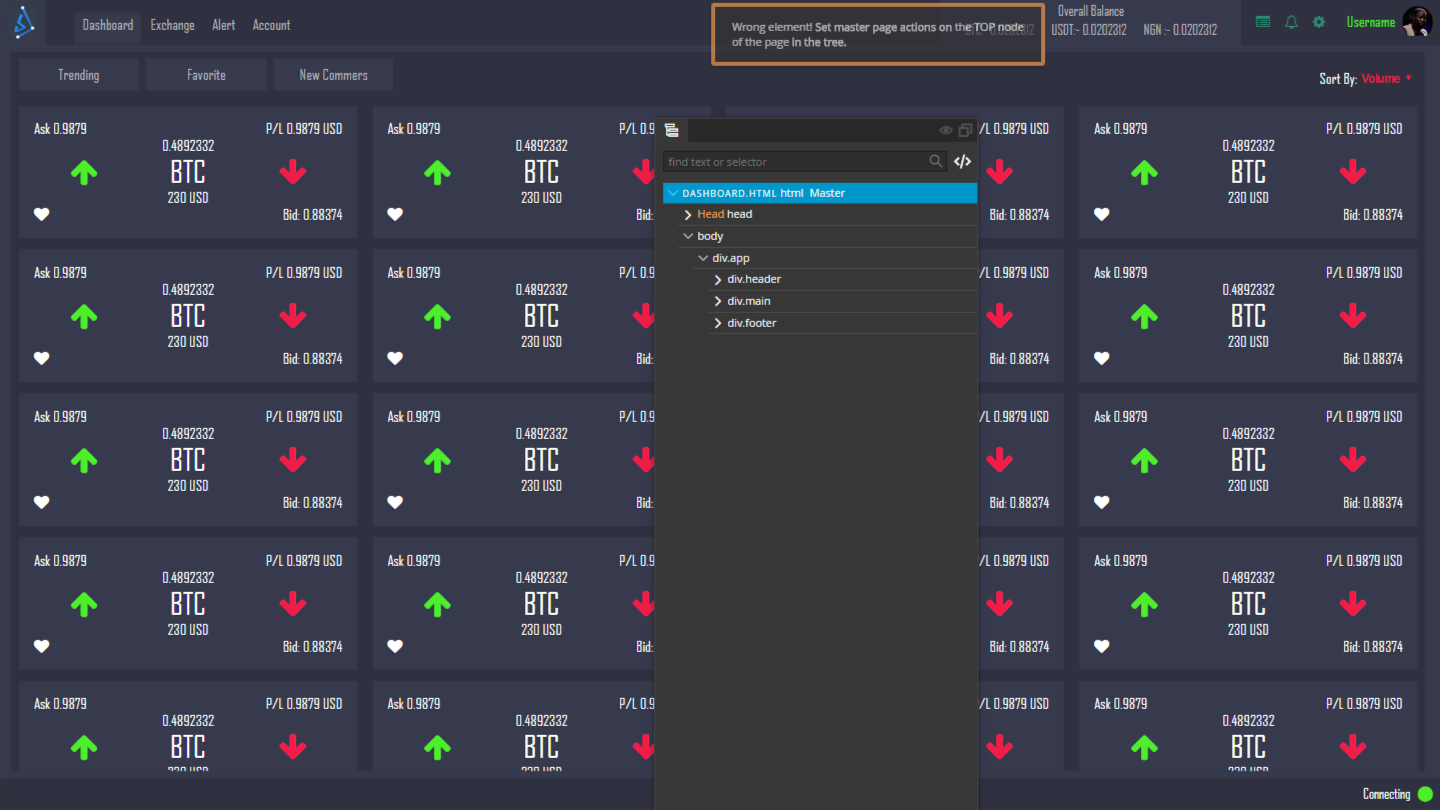 Dashboard Exchange Alert Account
Wrong element! Set master page actions on the TOP node
of the page in the tree.
Overall Balance
USDT:- 0.0202312 NGN :- 0.0202312
Username
Trending Favorite New Commers
Sort By: Volume
Ask 0.9879 P/L 0.9879 USD
0.4892332
BTC
230 USD
Bid: 0.88374
Ask 0.9879 P/L 0.9
0.4892332
BTC
230 USD
Bid:
/L 0.9879 USD
Bid: 0.88374
Ask 0.9879 P/L 0.9879 USD
0.4892332
BTC
230 USD
Bid: 0.88374
find text or selector
</>
DASHBOARD.HTML html Master
Head head
body
div.app
div.header
div.main
div.footer
Ask 0.9879 P/L 0.9879 USD
0.4892332
BTC
230 USD
Bid: 0.88374
Ask 0.9879 P/L 0.9
0.4892332
BTC
230 USD
Bid:
/L 0.9879 USD
Bid: 0.88374
Ask 0.9879 P/L 0.9879 USD
0.4892332
BTC
230 USD
Bid: 0.88374
Ask 0.9879 P/L 0.9879 USD
0.4892332
BTC
230 USD
Bid: 0.88374
Ask 0.9879 P/L 0.9
0.4892332
BTC
230 USD
Bid:
/L 0.9879 USD
Bid: 0.88374
Ask 0.9879 P/L 0.9879 USD
0.4892332
BTC
230 USD
Bid: 0.88374
Ask 0.9879 P/L 0.9879 USD
0.4892332
BTC
230 USD
Bid: 0.88374
Ask 0.9879 P/L 0.9
0.4892332
BTC
230 USD
Bid:
/L 0.9879 USD
Bid: 0.88374
Ask 0.9879 P/L 0.9879 USD
0.4892332
BTC
230 USD
Bid: 0.88374
Ask 0.9879 P/L 0.9879 USD
0.4892332
BTC
230 USD
Ask 0.9879 P/L 0.9
0.4892332
BTC
230 USD
/L 0.9879 USD
Ask 0.9879 P/L 0.9879 USD
0.4892332
BTC
230 USD
Connecting